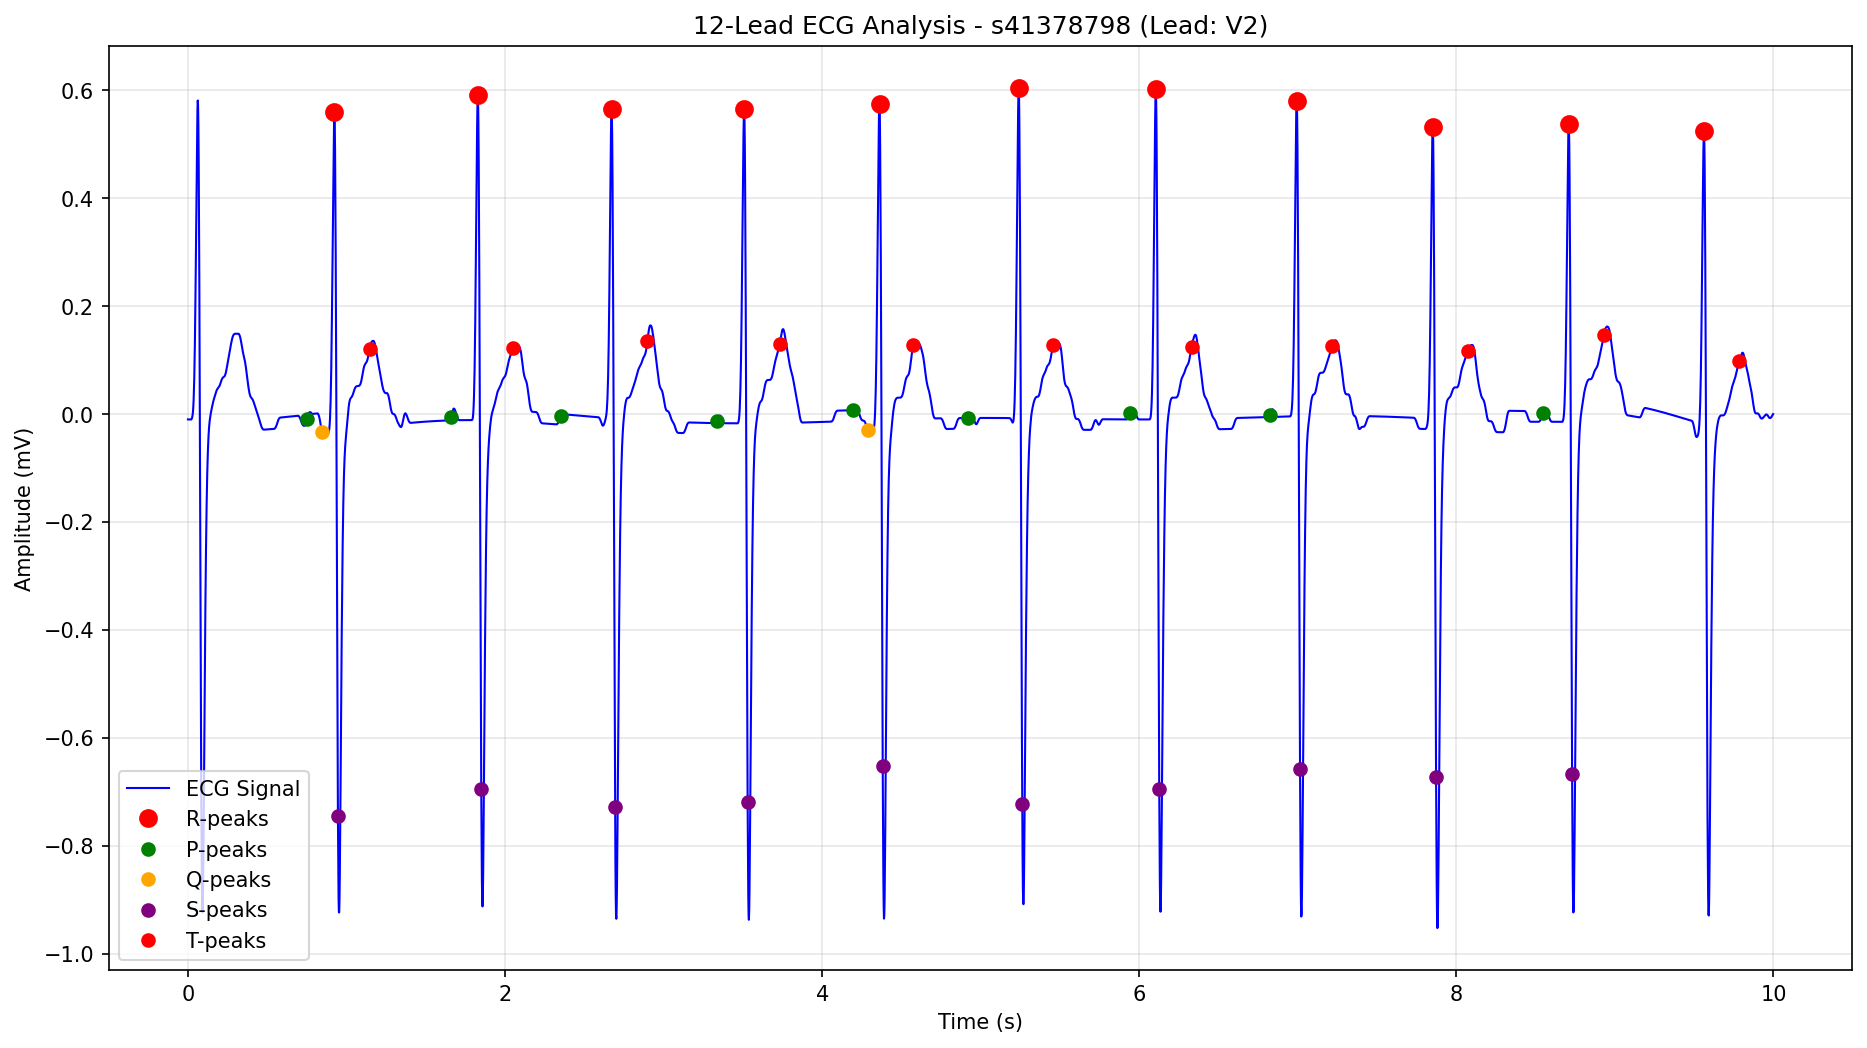 12-Lead ECG Analysis - s41378798 (Lead: V2)
Amplitude (mV)
0.6
0.4
0.2
0.0
−0.2
−0.4
−0.6
−0.8
−1.0
ECG Signal
R-peaks
P-peaks
Q-peaks
S-peaks
T-peaks
0 2 4 6 8 10
Time (s)